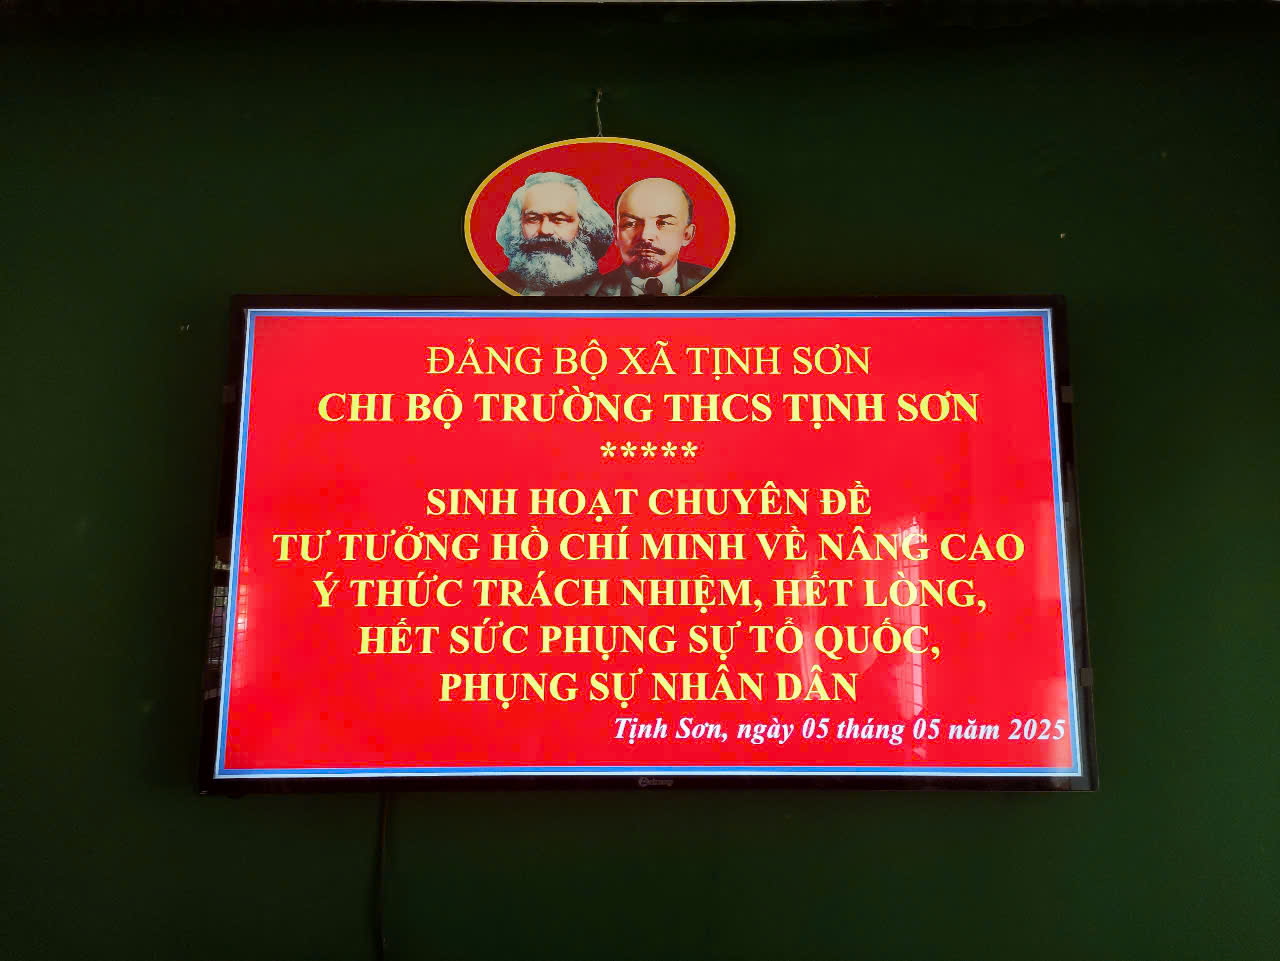 ĐẢNG BỘ XÃ TỊNH SƠN
CHI BỘ TRƯỜNG THCS TỊNH SƠN
*****
SINH HOẠT CHUYÊN ĐỀ
TƯ TƯỞNG HỒ CHÍ MINH VỀ NÂNG CAO
Ý THỨC TRÁCH NHIỆM, HẾT LÒNG,
HẾT SỨC PHỤNG SỰ TỔ QUỐC,
PHỤNG SỰ NHÂN DÂN
Tịnh Sơn, ngày 05 tháng 05 năm 2025